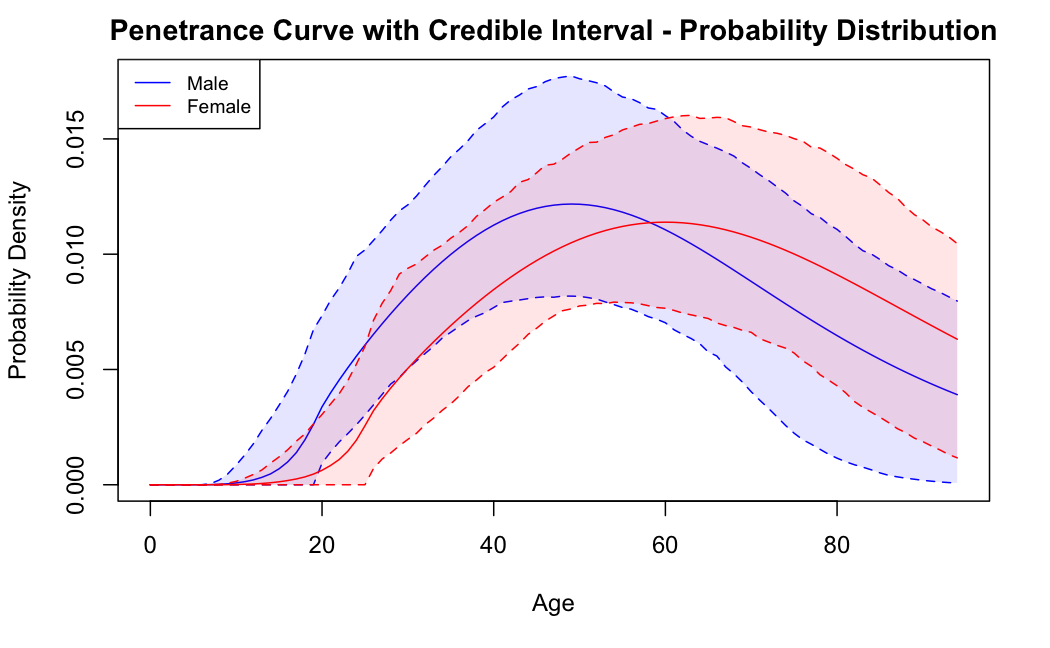 Penetrance Curve with Credible Interval - Probability Distribution
Male
Female
Probability Density
0.015
0.010
0.005
0.000
0 20 40 60 80
Age